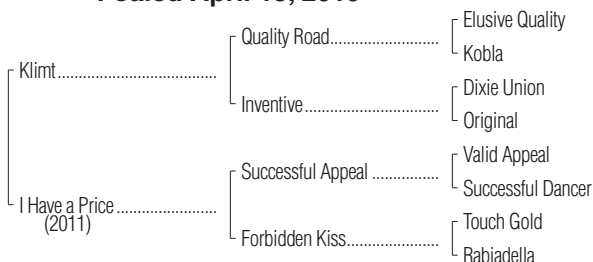 Foaled April
Elusive Quality
Quality Road
Kobla
Klimt
Dixie Union
Inventive
Original
Valid Appeal
Successful Appeal
Successful Dancer
I Have a Price
(2011)
Touch Gold
Forbidden Kiss
Rabiadella